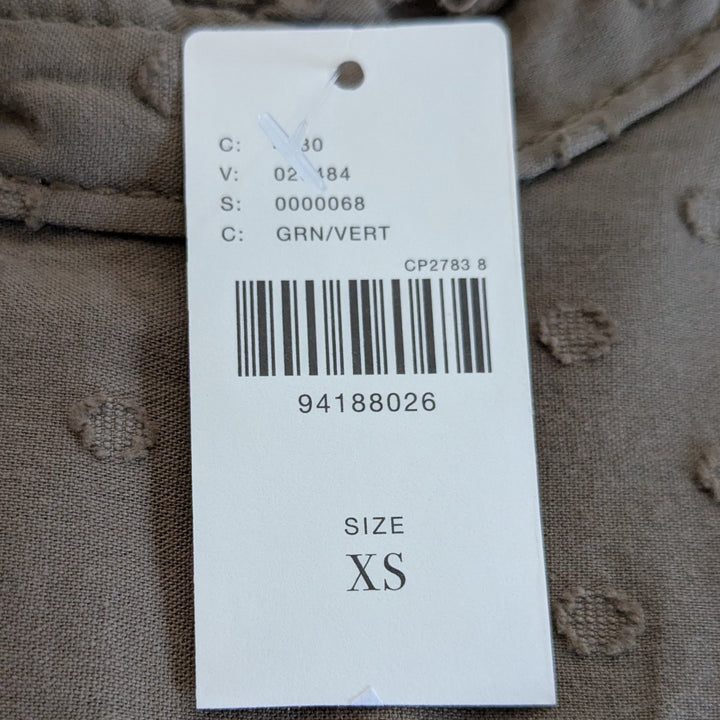 C:
V:
S: 0000068
C: GRN/VERT
CP2783 8
94188026
SIZE
XS